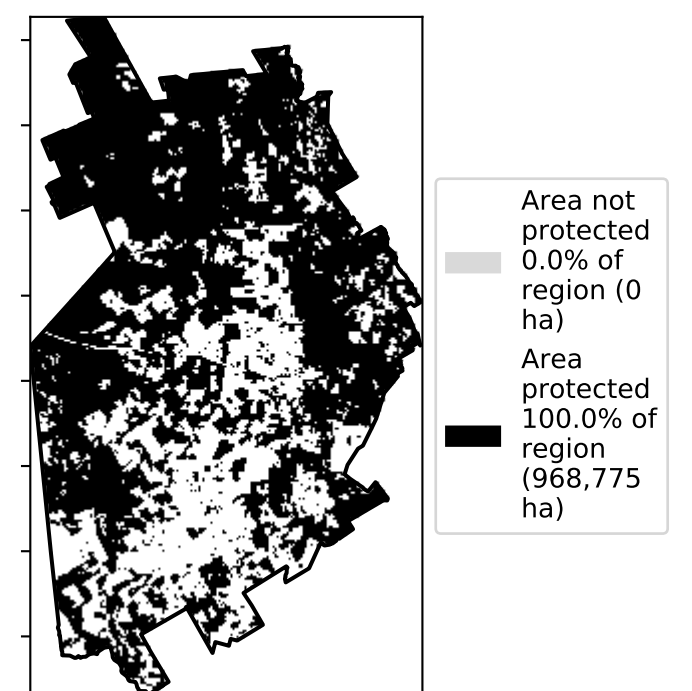 Area not
protected
0.0% of
region (0
ha)
Area
protected
100.0% of
region
(968,775
ha)